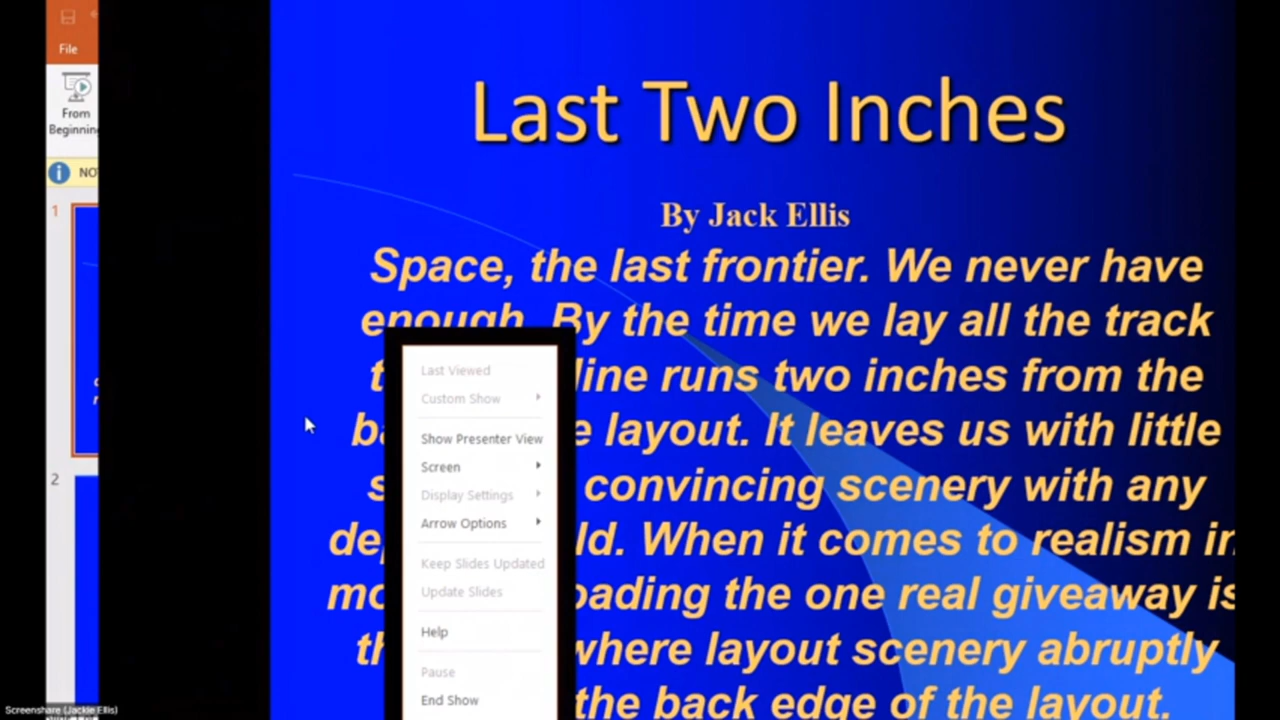 File
From
Beginning
NO
1
2
Last Two Inches
By Jack Ellis
Space, the last frontier. We never have
enough. By the time we lay all the track
line runs two inches from the
layout. It leaves us with little
convincing scenery with any
When it comes to realism in
the one real giveaway is
where layout scenery abruptly
the back edge of the layout.
Last Viewed
Custom Show
Show Presenter View
Screen
Display Settings
Arrow Options
Keep Slides Updated
Update Slides
Help
Pause
End Show
Screenshare (Jackie Ellis)